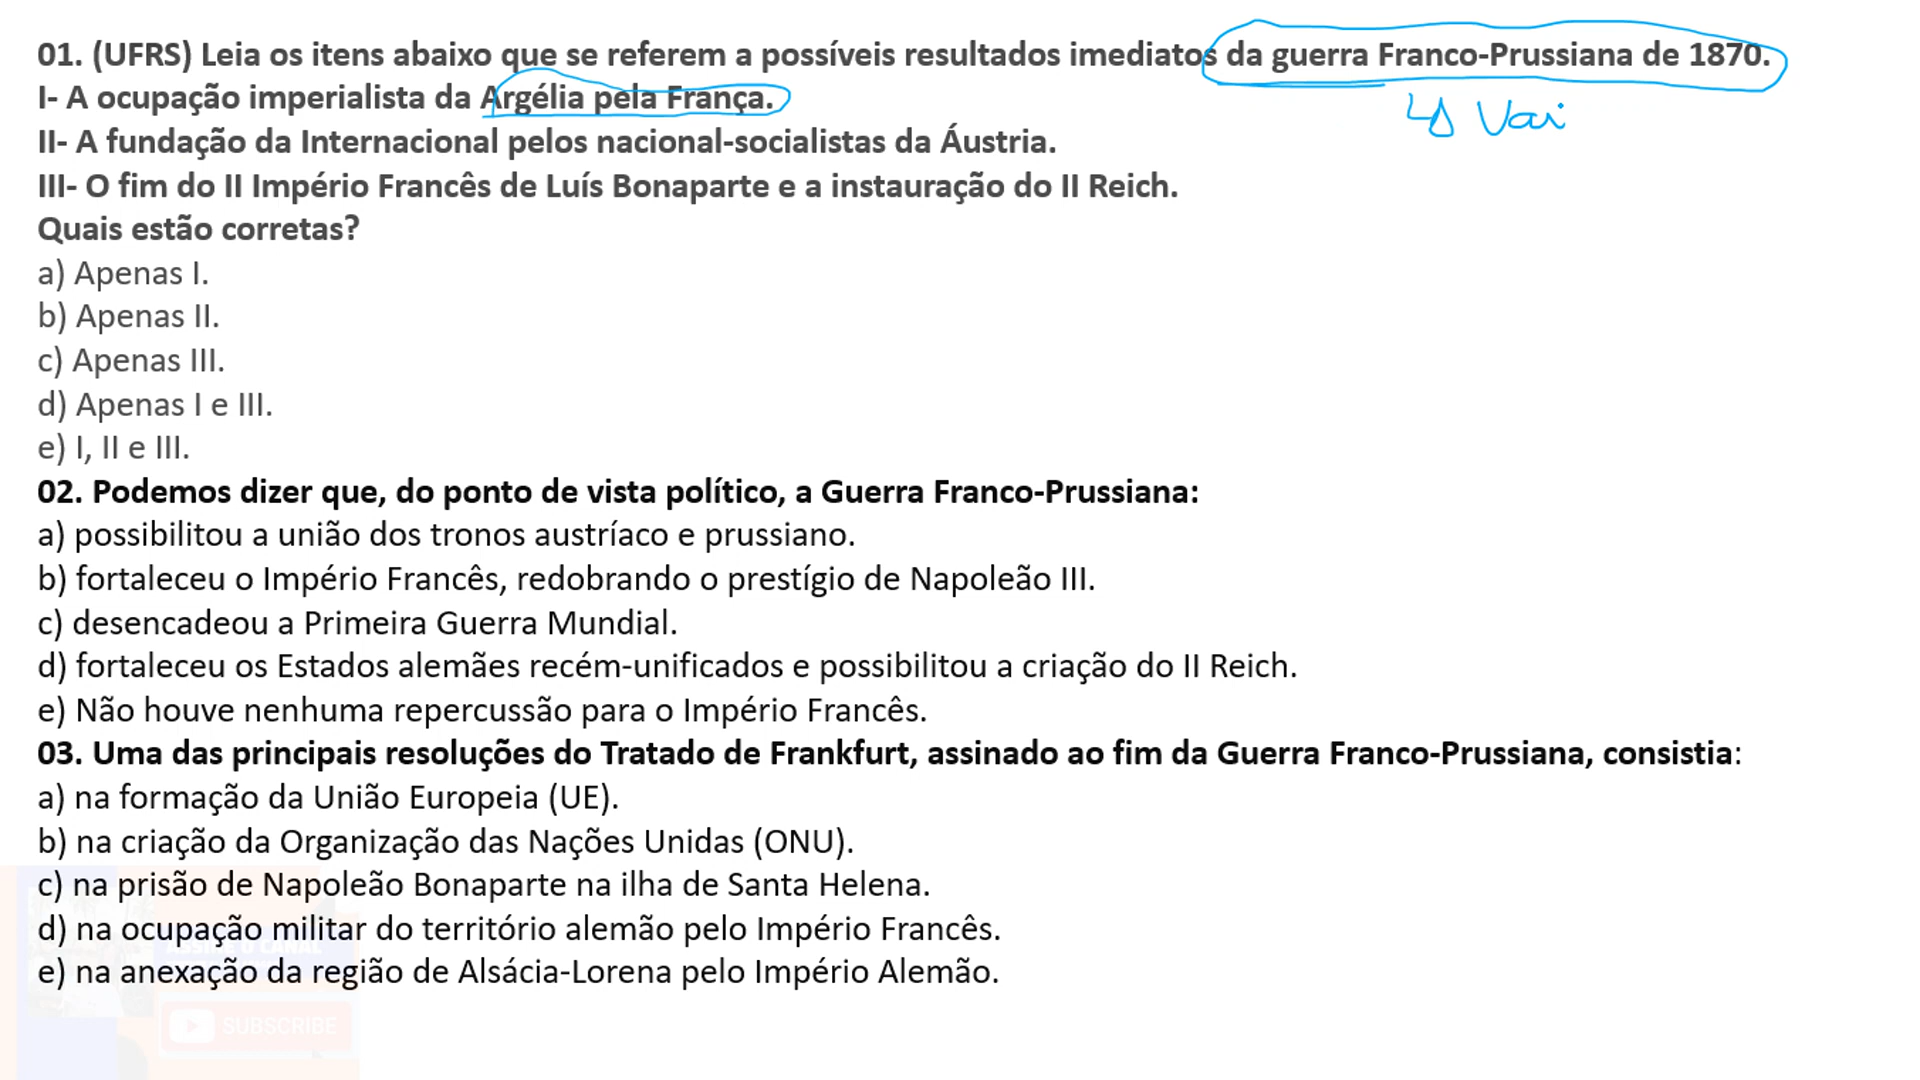 01. (UFRS) Leia os itens abaixo que se referem a possíveis resultados imediatos da guerra Franco-Prussiana de 1870.
I- A ocupação imperialista da Argélia pela França.
Vai
II- A fundação da Internacional pelos nacional-socialistas da Áustria.
III- O fim do II Império Francês de Luís Bonaparte e a instauração do II Reich.
Quais estão corretas?
a) Apenas I.
b) Apenas II.
c) Apenas III.
d) Apenas I e III.
e) I, II e III.
02. Podemos dizer que, do ponto de vista político, a Guerra Franco-Prussiana:
a) possibilitou a união dos tronos austríaco e prussiano.
b) fortaleceu o Império Francês, redobrando o prestígio de Napoleão III.
c) desencadeou a Primeira Guerra Mundial.
d) fortaleceu os Estados alemães recém-unificados e possibilitou a criação do II Reich.
e) Não houve nenhuma repercussão para o Império Francês.
03. Uma das principais resoluções do Tratado de Frankfurt, assinado ao fim da Guerra Franco-Prussiana, consistia:
a) na formação da União Europeia (UE).
b) na criação da Organização das Nações Unidas (ONU).
c) na prisão de Napoleão Bonaparte na ilha de Santa Helena.
d) na ocupação militar do território alemão pelo Império Francês.
e) na anexação da região de Alsácia-Lorena pelo Império Alemão.
SUBSCRIBE